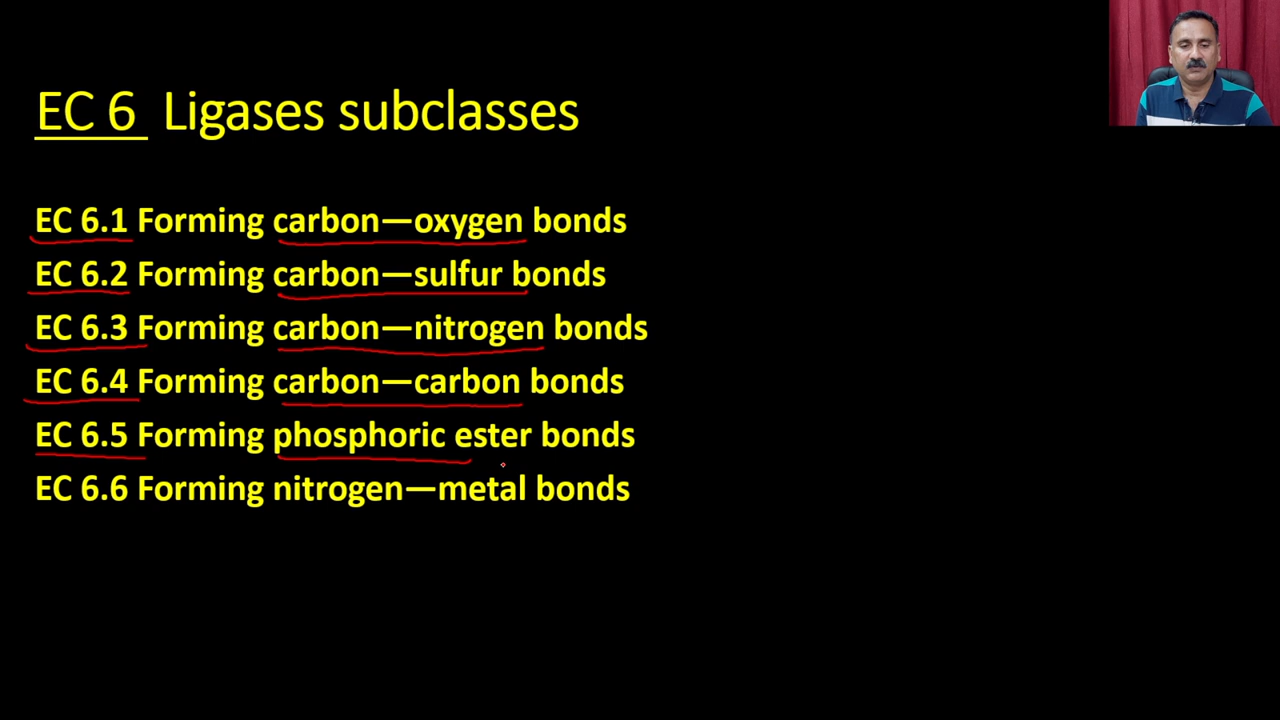 EC 6 Ligases subclasses
EC 6.1 Forming carbon—oxygen bonds
EC 6.2 Forming carbon—sulfur bonds
EC 6.3 Forming carbon—nitrogen bonds
EC 6.4 Forming carbon—carbon bonds
EC 6.5 Forming phosphoric ester bonds
EC 6.6 Forming nitrogen—metal bonds